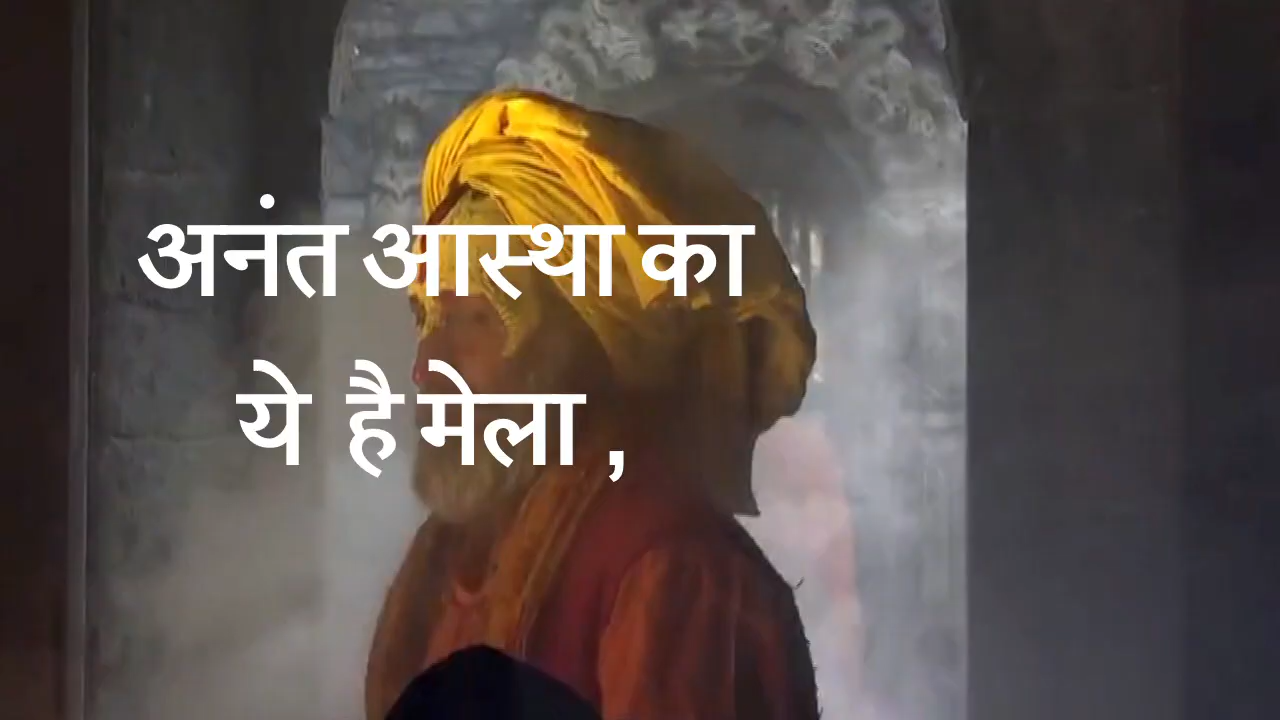 अनंत आस्था का
ये है मेला ,